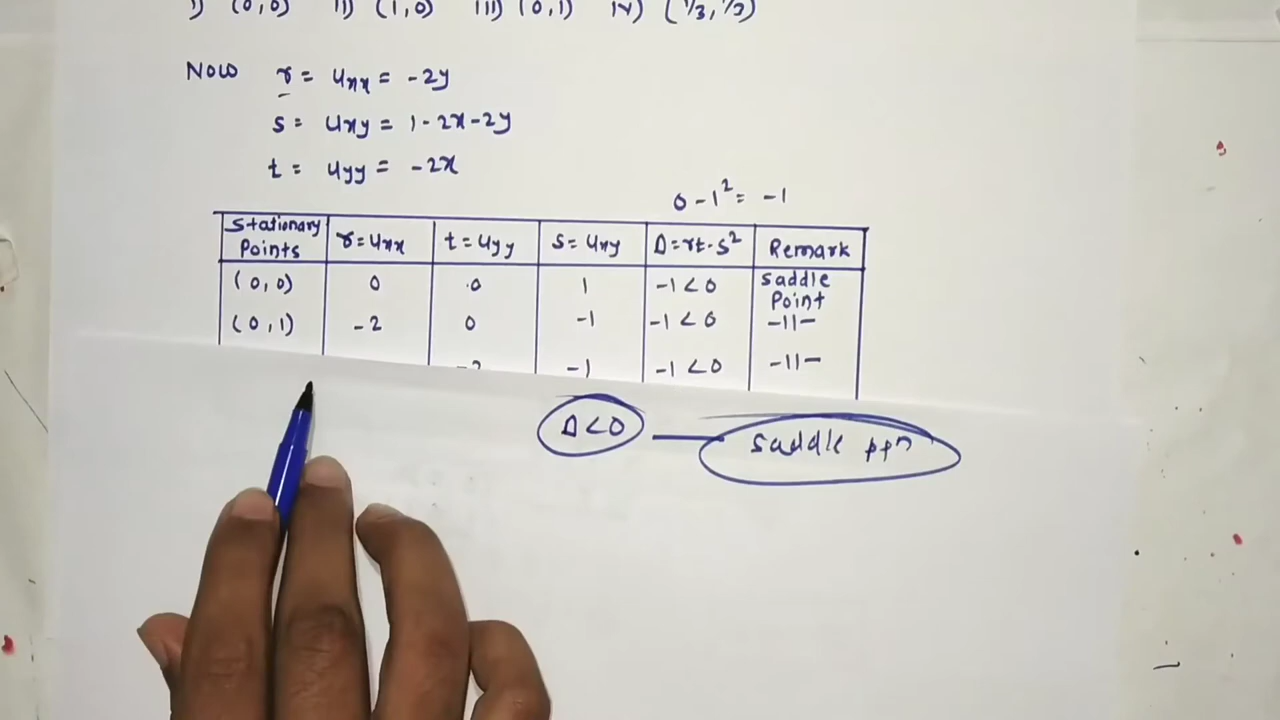 i) (0,0) ii) (1,0) iii) (0,1) iv) (1/3, 1/3)
Now r = uxx = -2y
s = uxy = 1-2x-2y
t = uyy = -2x
0 - 1² = -1
Stationary Points r=uxx t=uyy s=uxy Δ=rt-s² Remark
(0,0) 0 0 1 -1<0 Saddle Point
(0,1) -2 0 -1 -1<0 -11-
-2 -1 -1<0 -11-
Δ<0 saddle